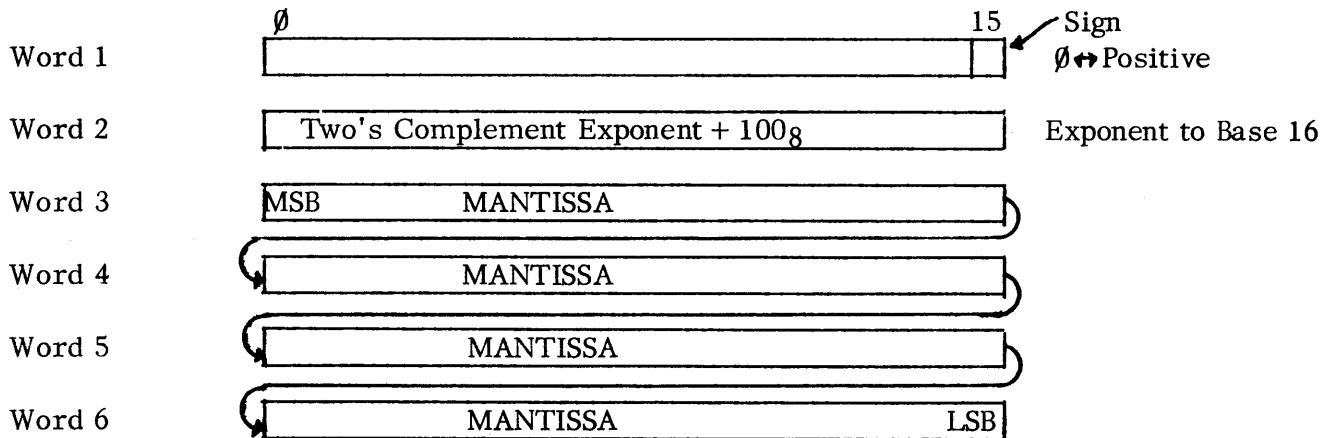 Ø 15 Sign
Word 1 Ø↔Positive
Word 2 Two's Complement Exponent + 100₈ Exponent to Base 16
Word 3 MSB MANTISSA
Word 4 MANTISSA
Word 5 MANTISSA
Word 6 MANTISSA LSB